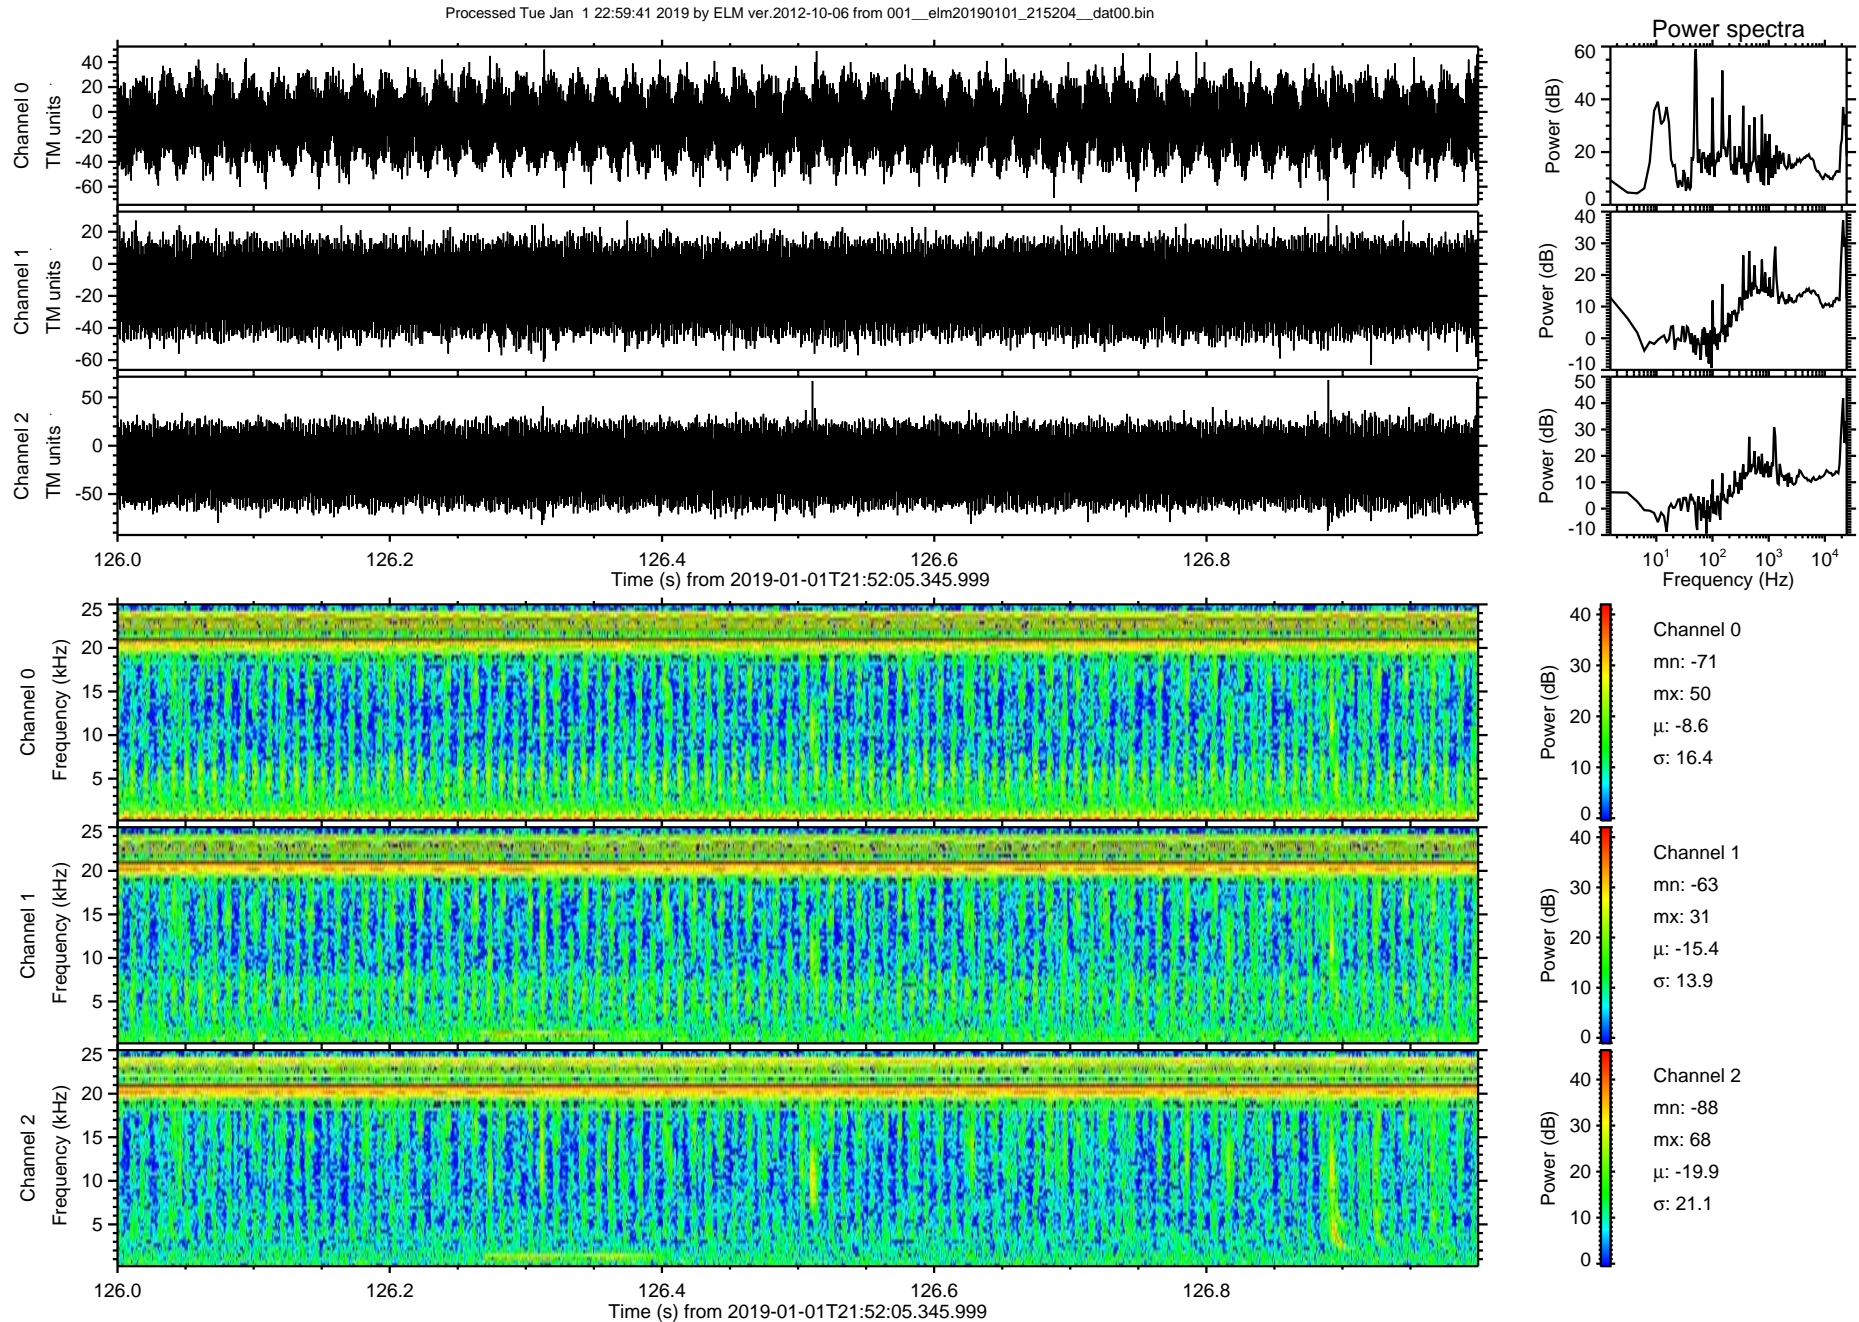 Processed Tue Jan  1 22:59:41 2019 by ELM ver.2012-10-06 from 001__elm20190101_215204__dat00.bin
Power spectra
Channel 0
TM units
40
20
0
-20
-40
-60
Power (dB)
60
40
20
0
Channel 1
TM units
20
0
-20
-40
-60
Power (dB)
40
30
20
10
0
-10
Channel 2
TM units
50
0
-50
Power (dB)
50
40
30
20
10
0
-10
126.0 126.2 126.4 126.6 126.8
Time (s) from 2019-01-01T21:52:05.345.999
10¹ 10² 10³ 10⁴
Frequency (Hz)
Channel 0
Frequency (kHz)
25
20
15
10
5
Power (dB)
40
30
20
10
0
Channel 0
mn: -71
mx: 50
μ: -8.6
σ: 16.4
Channel 1
Frequency (kHz)
25
20
15
10
5
Power (dB)
40
30
20
10
0
Channel 1
mn: -63
mx: 31
μ: -15.4
σ: 13.9
Channel 2
Frequency (kHz)
25
20
15
10
5
Power (dB)
40
30
20
10
0
Channel 2
mn: -88
mx: 68
μ: -19.9
σ: 21.1
126.0 126.2 126.4 126.6 126.8
Time (s) from 2019-01-01T21:52:05.345.999